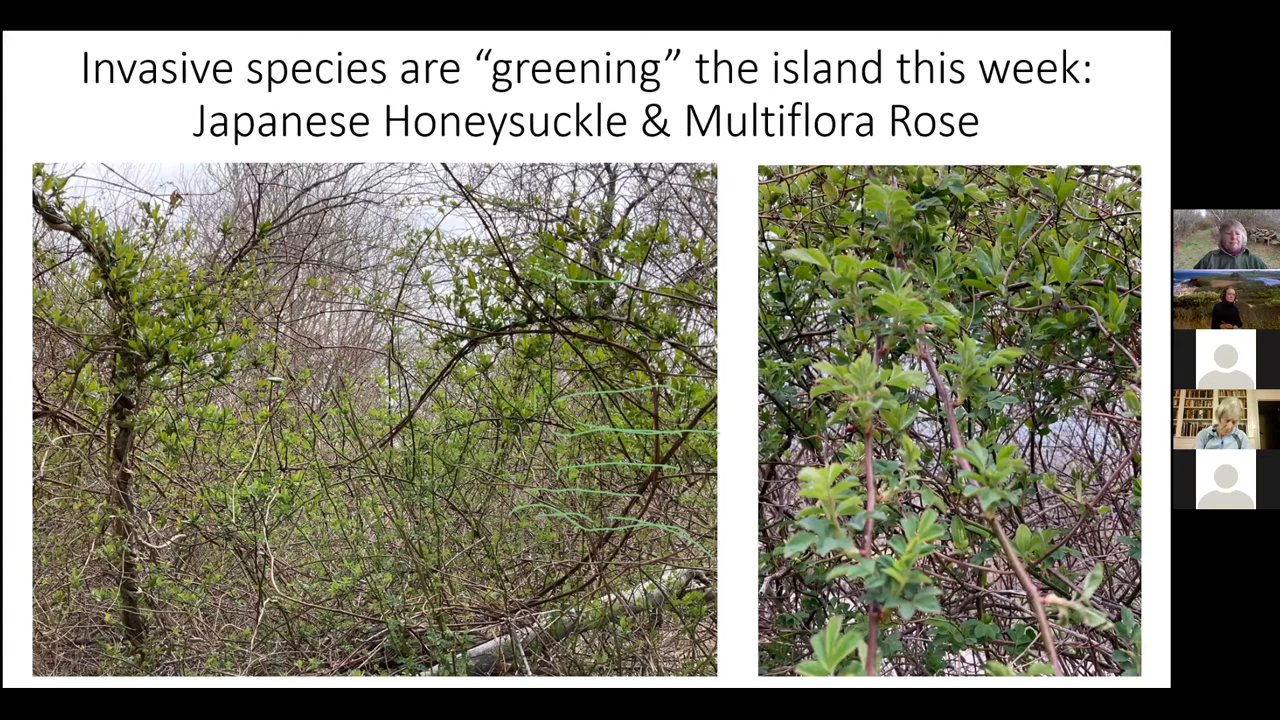 Invasive species are “greening” the island this week:
Japanese Honeysuckle & Multiflora Rose